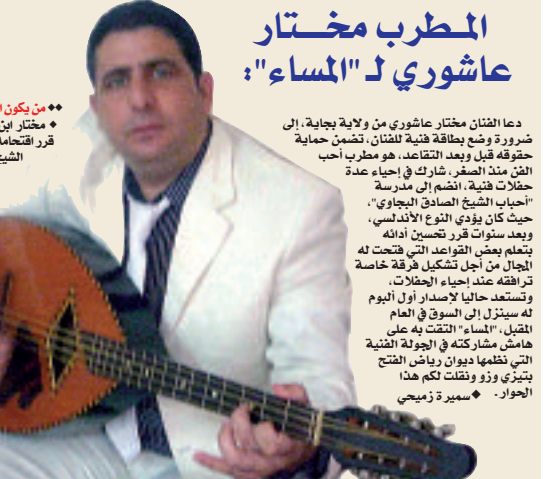 المـطرب مخـــتار
عاشوري لـ "المساء":
دعا الفنان مختار عاشوري من ولاية بجاية، إلى
ضرورة وضع بطاقة فنية للفنان، تضمن حماية
حقوقه قبل وبعد التقاعد، هو مطرب أحب
الفن منذ الصغر، شارك في إحياء عدة
حفلات فنية، انضم إلى مدرسة
"أحباب الشيخ الصادق البجاوي"،
حيث كان يؤدي النوع الأندلسي،
وبعد سنوات قرر تحسين أدائه
بتعلم بعض القواعد التي فتحت له
المجال من أجل تشكيل فرقة خاصة
ترافقه عند إحياء الحفلات،
وتستعد حاليا لإصدار أول ألبوم
له سينزل إلى السوق في العام
المقبل، "المساء" التقت به على
هامش مشاركته في الجولة الفنية
التي نظمها ديوان رياض الفتح
بتيزي وزو ونقلت لكم هذا
الحوار. ◆سميرة زميحي
◆◆ من يكون
◆ مختار ابن
قرر اقتحامه
الشيخ